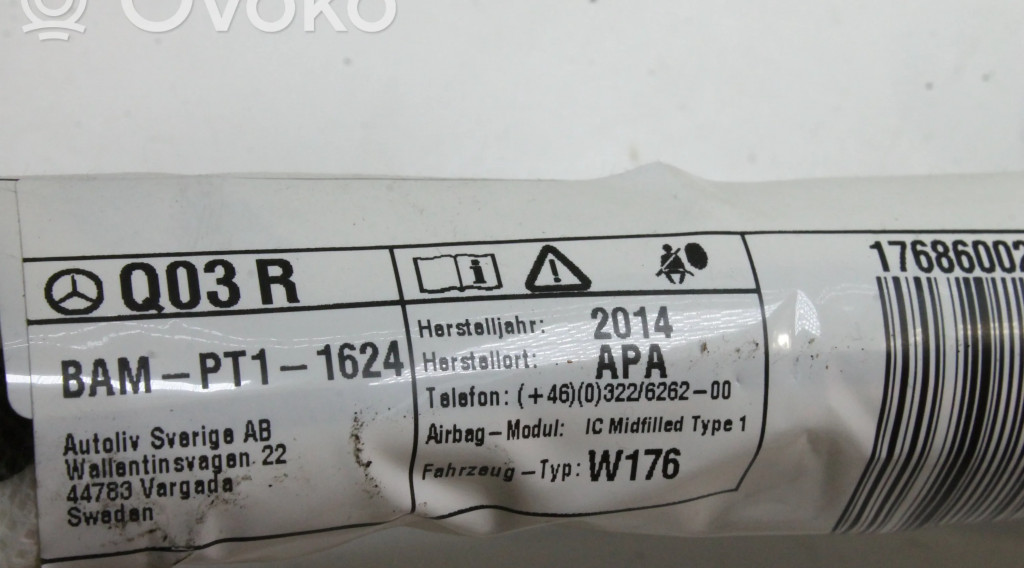 Ovoko
Q03 R
BAM-PT1-1624
Autoliv Sverige AB
Wallentinsvagen 22
44783 Vargada
Sweden
i
Herstelljahr: 2014
Herstellort: APA
Telefon: (+46)(0)322/6262-00
Airbag-Modul: IC Midfilled Type 1
Fahrzeug-Typ: W176
17686002